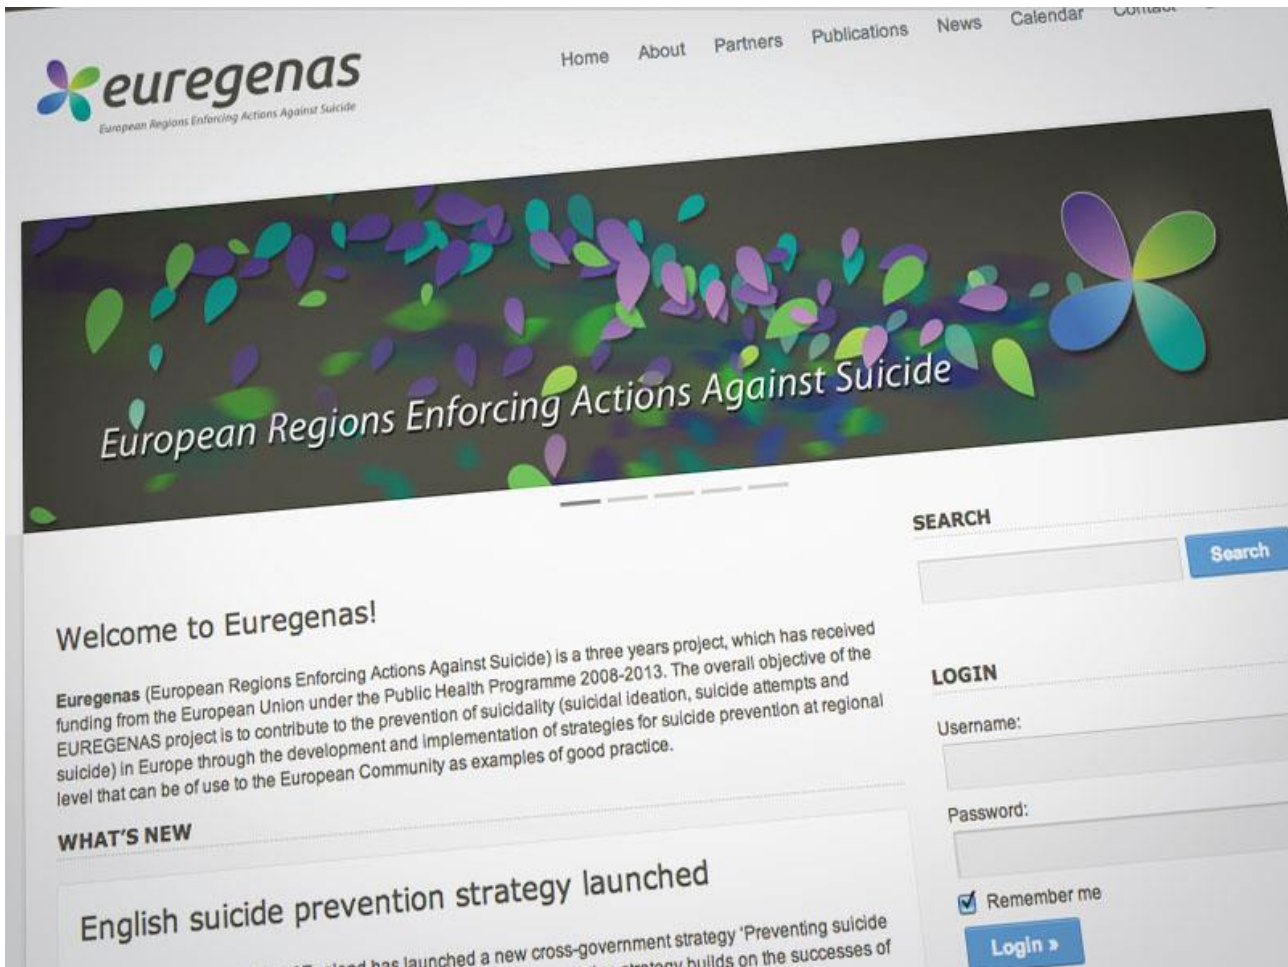 euregenas
European Regions Enforcing Actions Against Suicide
Home About Partners Publications News Calendar Contact
European Regions Enforcing Actions Against Suicide
SEARCH
Search
Welcome to Euregenas!
Euregenas (European Regions Enforcing Actions Against Suicide) is a three years project, which has received
funding from the European Union under the Public Health Programme 2008-2013. The overall objective of the
EUREGENAS project is to contribute to the prevention of suicidality (suicidal ideation, suicide attempts and
suicide) in Europe through the development and implementation of strategies for suicide prevention at regional
level that can be of use to the European Community as examples of good practice.
LOGIN
Username:
Password:
Remember me
Login »
WHAT'S NEW
English suicide prevention strategy launched
has launched a new cross-government strategy 'Preventing suicide
strategy builds on the successes of